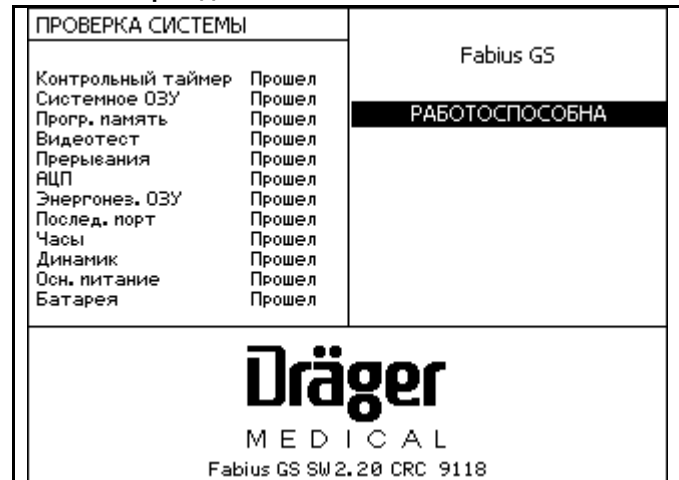 ПРОВЕРКА СИСТЕМЫ
Контрольный таймер Прошел
Системное ОЗУ Прошел
Прогр. память Прошел
Видеотест Прошел
Прерывания Прошел
АЦП Прошел
Энергонез. ОЗУ Прошел
Послед. порт Прошел
Часы Прошел
Динамик Прошел
Осн. питание Прошел
Батарея Прошел
Fabius GS
РАБОТОСПОСОБНА
Dräger
MEDICAL
Fabius GS SW 2.20 CRC 9118